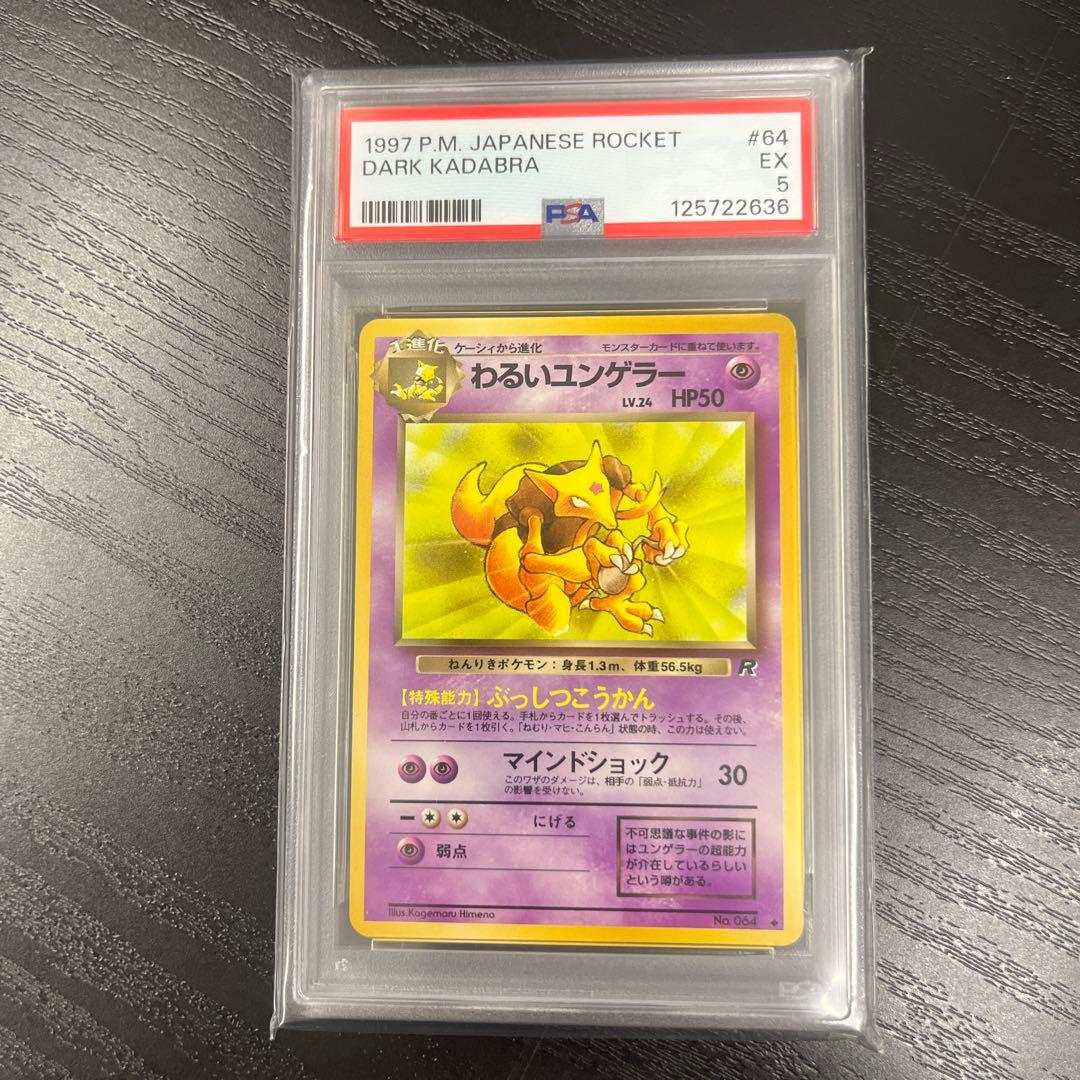 1997 P.M. JAPANESE ROCKET #64
DARK KADABRA EX
5
PSA 125722636
1進化 ケーシィから進化 モンスターカードに重ねて使います。
わるいユンゲラー
LV.24 HP50
ねんりきポケモン：身長1.3m、体重56.5kg R
【特殊能力】ぶっしつこうかん
自分の番ごとに1回使える。手札からカードを1枚選んでトラッシュする。その後、
山札からカードを1枚引く。「ねむり・マヒ・こんらん」状態の時、この力は使えない。
マインドショック 30
このワザのダメージは、相手の「弱点・抵抗力」
の影響を受けない。
にげる
弱点
不可思議な事件の影に
はユンゲラーの超能力
が介在しているらしい
という噂がある。
Illus. Kagemaru Himeno No. 064